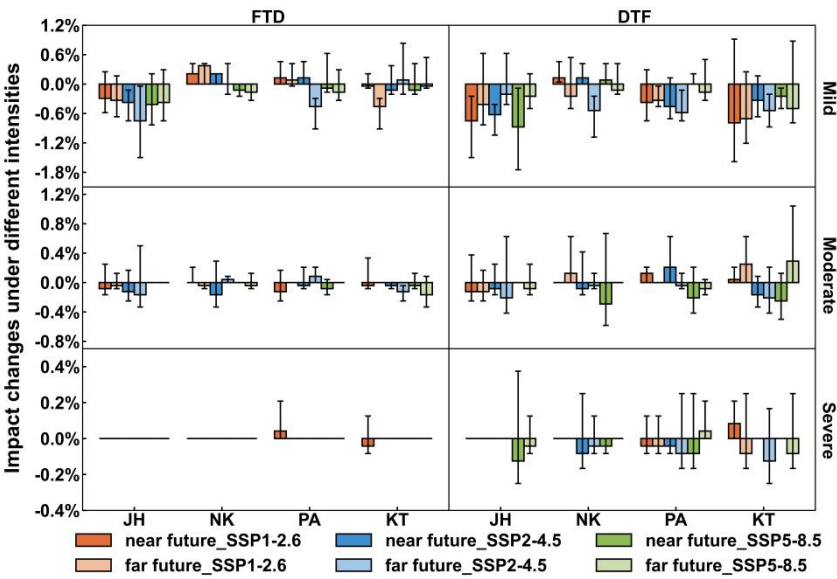 FTD DTF
Impact changes under different intensities
1.2%
0.6%
0.0%
-0.6%
-1.2%
-1.8%
Mild
1.2%
0.8%
0.4%
0.0%
-0.4%
-0.8%
Moderate
0.4%
0.2%
0.0%
-0.2%
-0.4%
Severe
JH NK PA KT JH NK PA KT
near future_SSP1-2.6 near future_SSP2-4.5 near future_SSP5-8.5
far future_SSP1-2.6 far future_SSP2-4.5 far future_SSP5-8.5